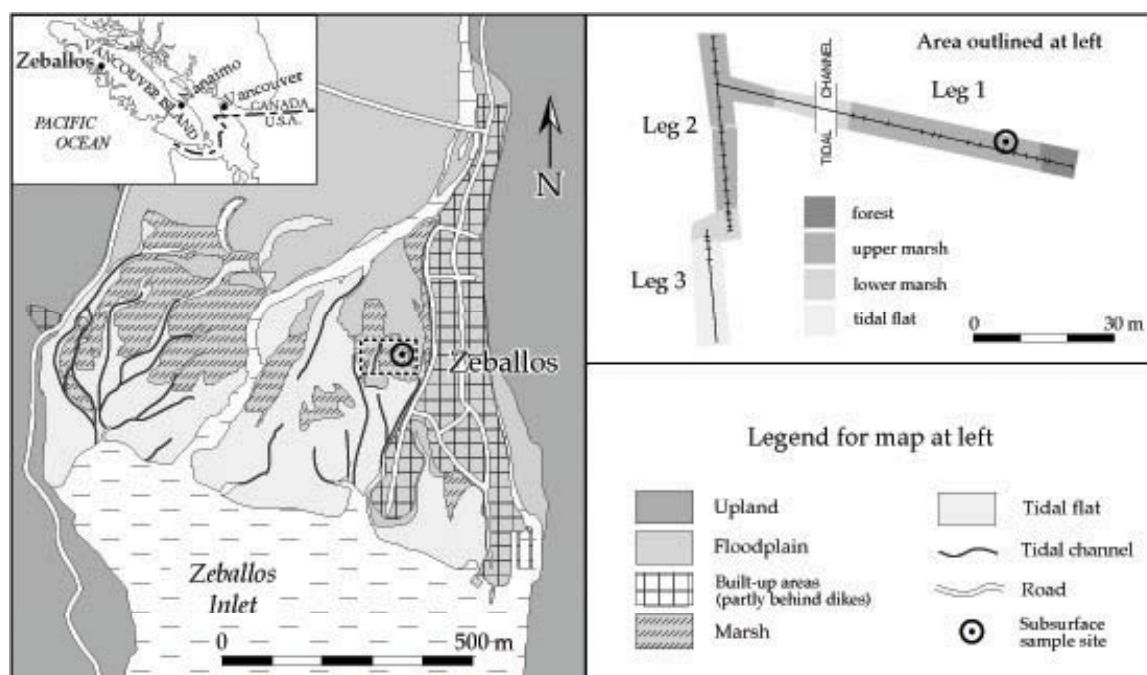 Zeballos
VANCOUVER ISLAND
Nanaimo
Vancouver
CANADA
U.S.A.
PACIFIC
OCEAN
N
Zeballos
Zeballos
Inlet
0 500 m
Area outlined at left
Leg 1
TIDAL CHANNEL
Leg 2
Leg 3
forest
upper marsh
lower marsh
tidal flat
0 30 m
Legend for map at left
Upland
Floodplain
Built-up areas
(partly behind dikes)
Marsh
Tidal flat
Tidal channel
Road
Subsurface
sample site